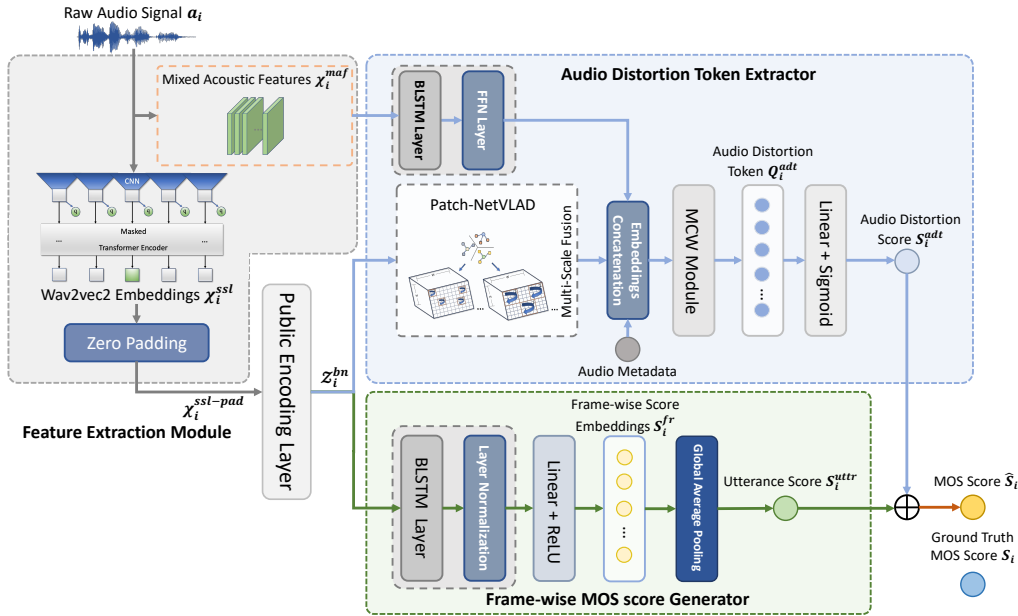 Raw Audio Signal a_i
Mixed Acoustic Features χ_i^{maf}
...
CNN
q
q
q
q
q
Masked
...
...
Transformer Encoder
Wav2vec2 Embeddings χ_i^{ssl}
Zero Padding
χ_i^{ssl-pad}
Feature Extraction Module
Public Encoding Layer
Z_i^{bn}
Audio Distortion Token Extractor
BLSTM Layer
FFN Layer
Patch-NetVLAD
...
...
Multi-Scale Fusion
Embeddings
Concatenation
Audio Metadata
MCW Module
Audio Distortion
Token Q_i^{adt}
...
Linear + Sigmoid
Audio Distortion
Score S_i^{adt}
Frame-wise Score
Embeddings S_i^{fr}
BLSTM Layer
Layer Normalization
Linear + ReLU
...
Global Average
Pooling
Utterance Score S_i^{uttr}
Frame-wise MOS score Generator
MOS Score Ŝ_i
Ground Truth
MOS Score S_i